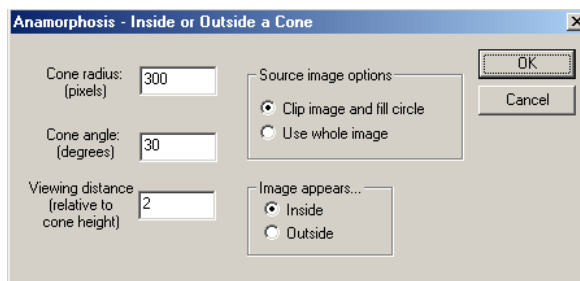 Anamorphosis - Inside or Outside a Cone
Cone radius:
(pixels)
300
Cone angle:
(degrees)
30
Viewing distance
(relative to
cone height)
2
Source image options
Clip image and fill circle
Use whole image
Image appears...
Inside
Outside
OK
Cancel